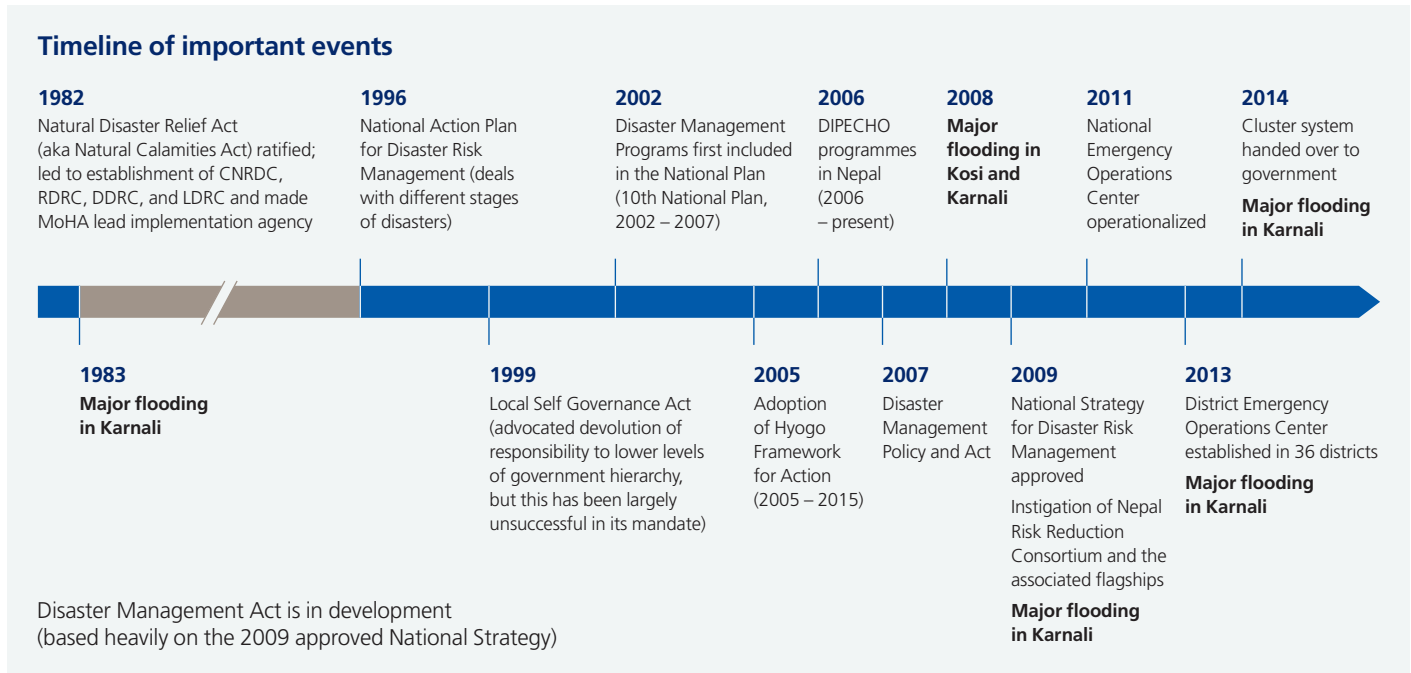 Timeline of important events
1982
Natural Disaster Relief Act
(aka Natural Calamities Act) ratified;
led to establishment of CNRDC,
RDRC, DDRC, and LDRC and made
MoHA lead implementation agency
1996
National Action Plan
for Disaster Risk
Management (deals
with different stages
of disasters)
2002
Disaster Management
Programs first included
in the National Plan
(10th National Plan,
2002 – 2007)
2006
DIPECHO
programmes
in Nepal
(2006
– present)
2008
Major
flooding in
Kosi and
Karnali
2011
National
Emergency
Operations
Center
operationalized
2014
Cluster system
handed over to
government
Major flooding
in Karnali
1983
Major flooding
in Karnali
1999
Local Self Governance Act
(advocated devolution of
responsibility to lower levels
of government hierarchy,
but this has been largely
unsuccessful in its mandate)
2005
Adoption
of Hyogo
Framework
for Action
(2005 – 2015)
2007
Disaster
Management
Policy and Act
2009
National Strategy
for Disaster Risk
Management
approved
Instigation of Nepal
Risk Reduction
Consortium and the
associated flagships
Major flooding
in Karnali
2013
District Emergency
Operations Center
established in 36 districts
Major flooding
in Karnali
Disaster Management Act is in development
(based heavily on the 2009 approved National Strategy)